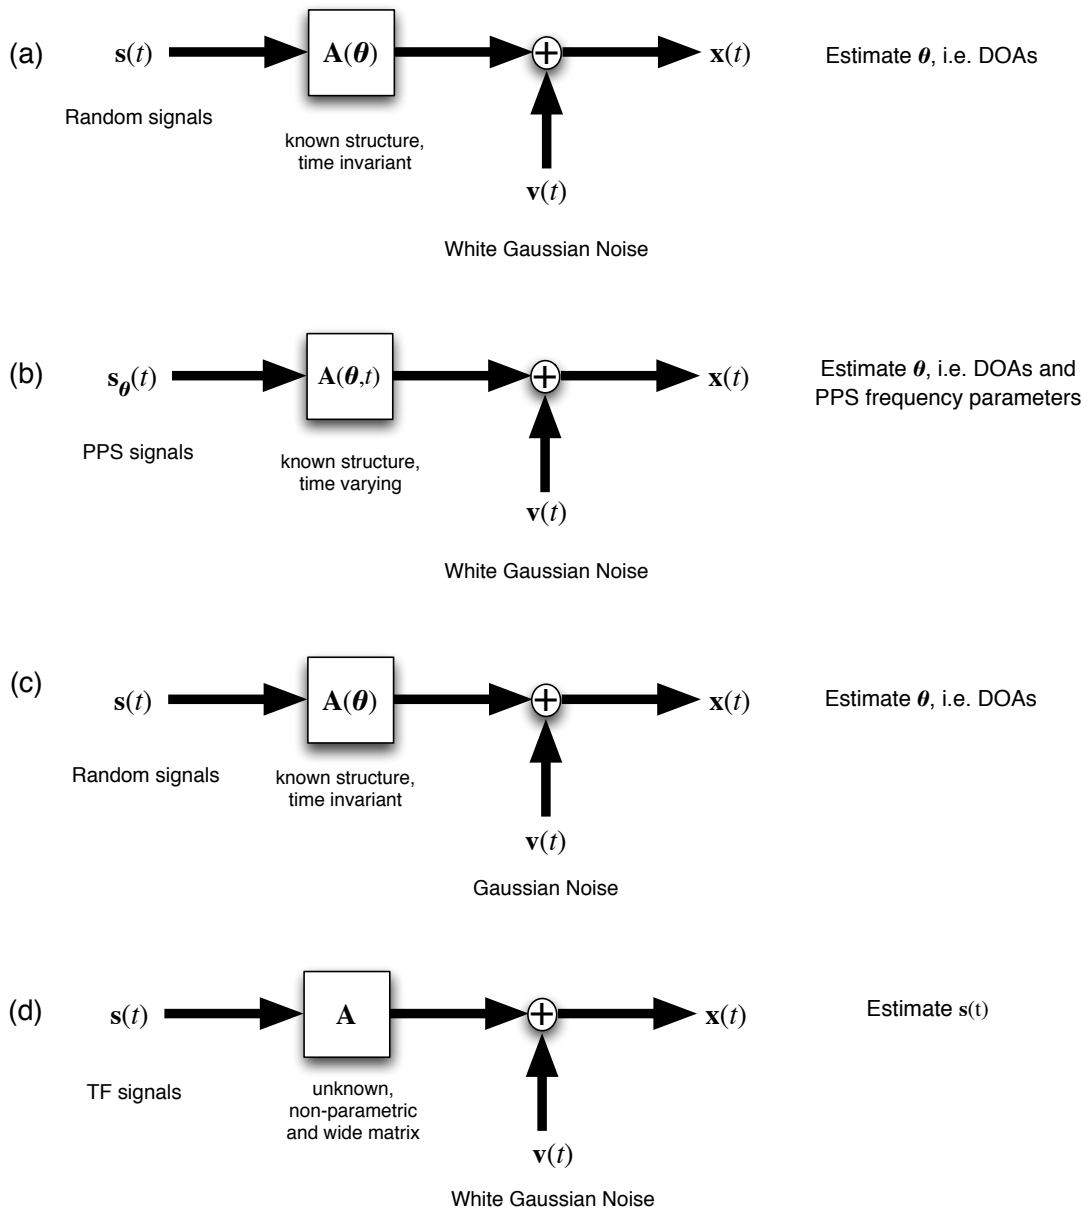 (a) s(t) A(θ) + x(t) Estimate θ, i.e. DOAs
Random signals
known structure,
time invariant
v(t)
White Gaussian Noise
(b) s_θ(t) A(θ,t) + x(t) Estimate θ, i.e. DOAs and
PPS frequency parameters
PPS signals
known structure,
time varying
v(t)
White Gaussian Noise
(c) s(t) A(θ) + x(t) Estimate θ, i.e. DOAs
Random signals
known structure,
time invariant
v(t)
Gaussian Noise
(d) s(t) A + x(t) Estimate s(t)
TF signals
unknown,
non-parametric
and wide matrix
v(t)
White Gaussian Noise